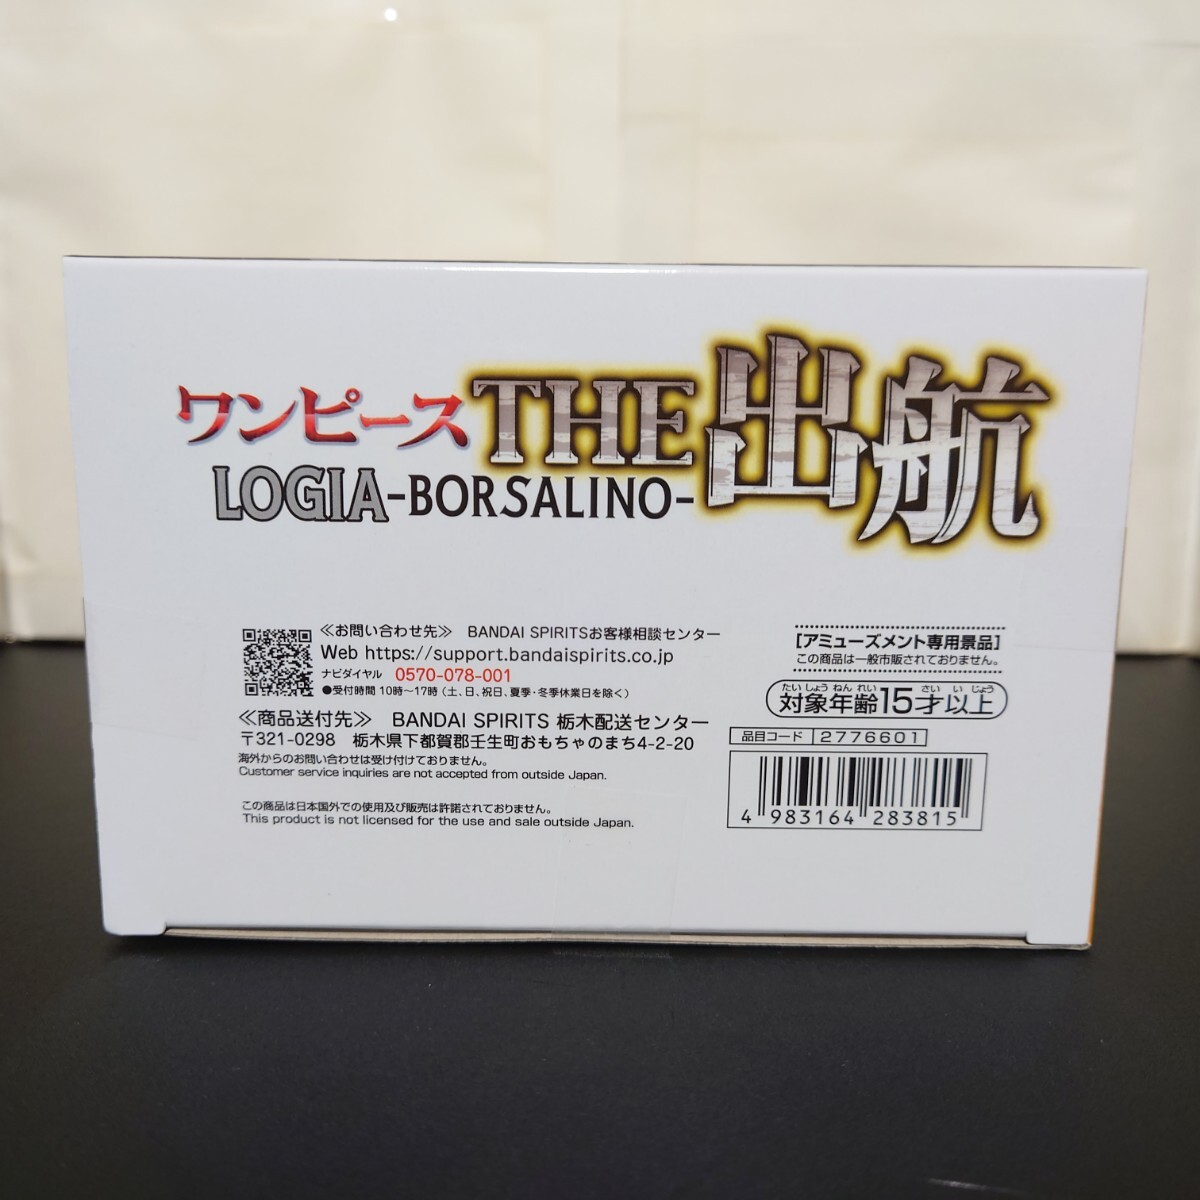 ワンピース THE 出航
LOGIA-BORSALINO-
≪お問い合わせ先≫ BANDAI SPIRITSお客様相談センター
Web https://support.bandaispirits.co.jp
ナビダイヤル 0570-078-001
●受付時間 10時〜17時(土、日、祝日、夏季・冬季休業日を除く)
≪商品送付先≫ BANDAI SPIRITS 栃木配送センター
〒321-0298 栃木県下都賀郡壬生町おもちゃのまち4-2-20
海外からのお問い合わせは受け付けておりません。
Customer service inquiries are not accepted from outside Japan.
この商品は日本国外での使用及び販売は許諾されておりません。
This product is not licensed for the use and sale outside Japan.
[アミューズメント専用景品]
この商品は一般市販されておりません。
たいしょうねんれい さい いじょう
対象年齢15才以上
品目コード 2776601
4 983164 283815